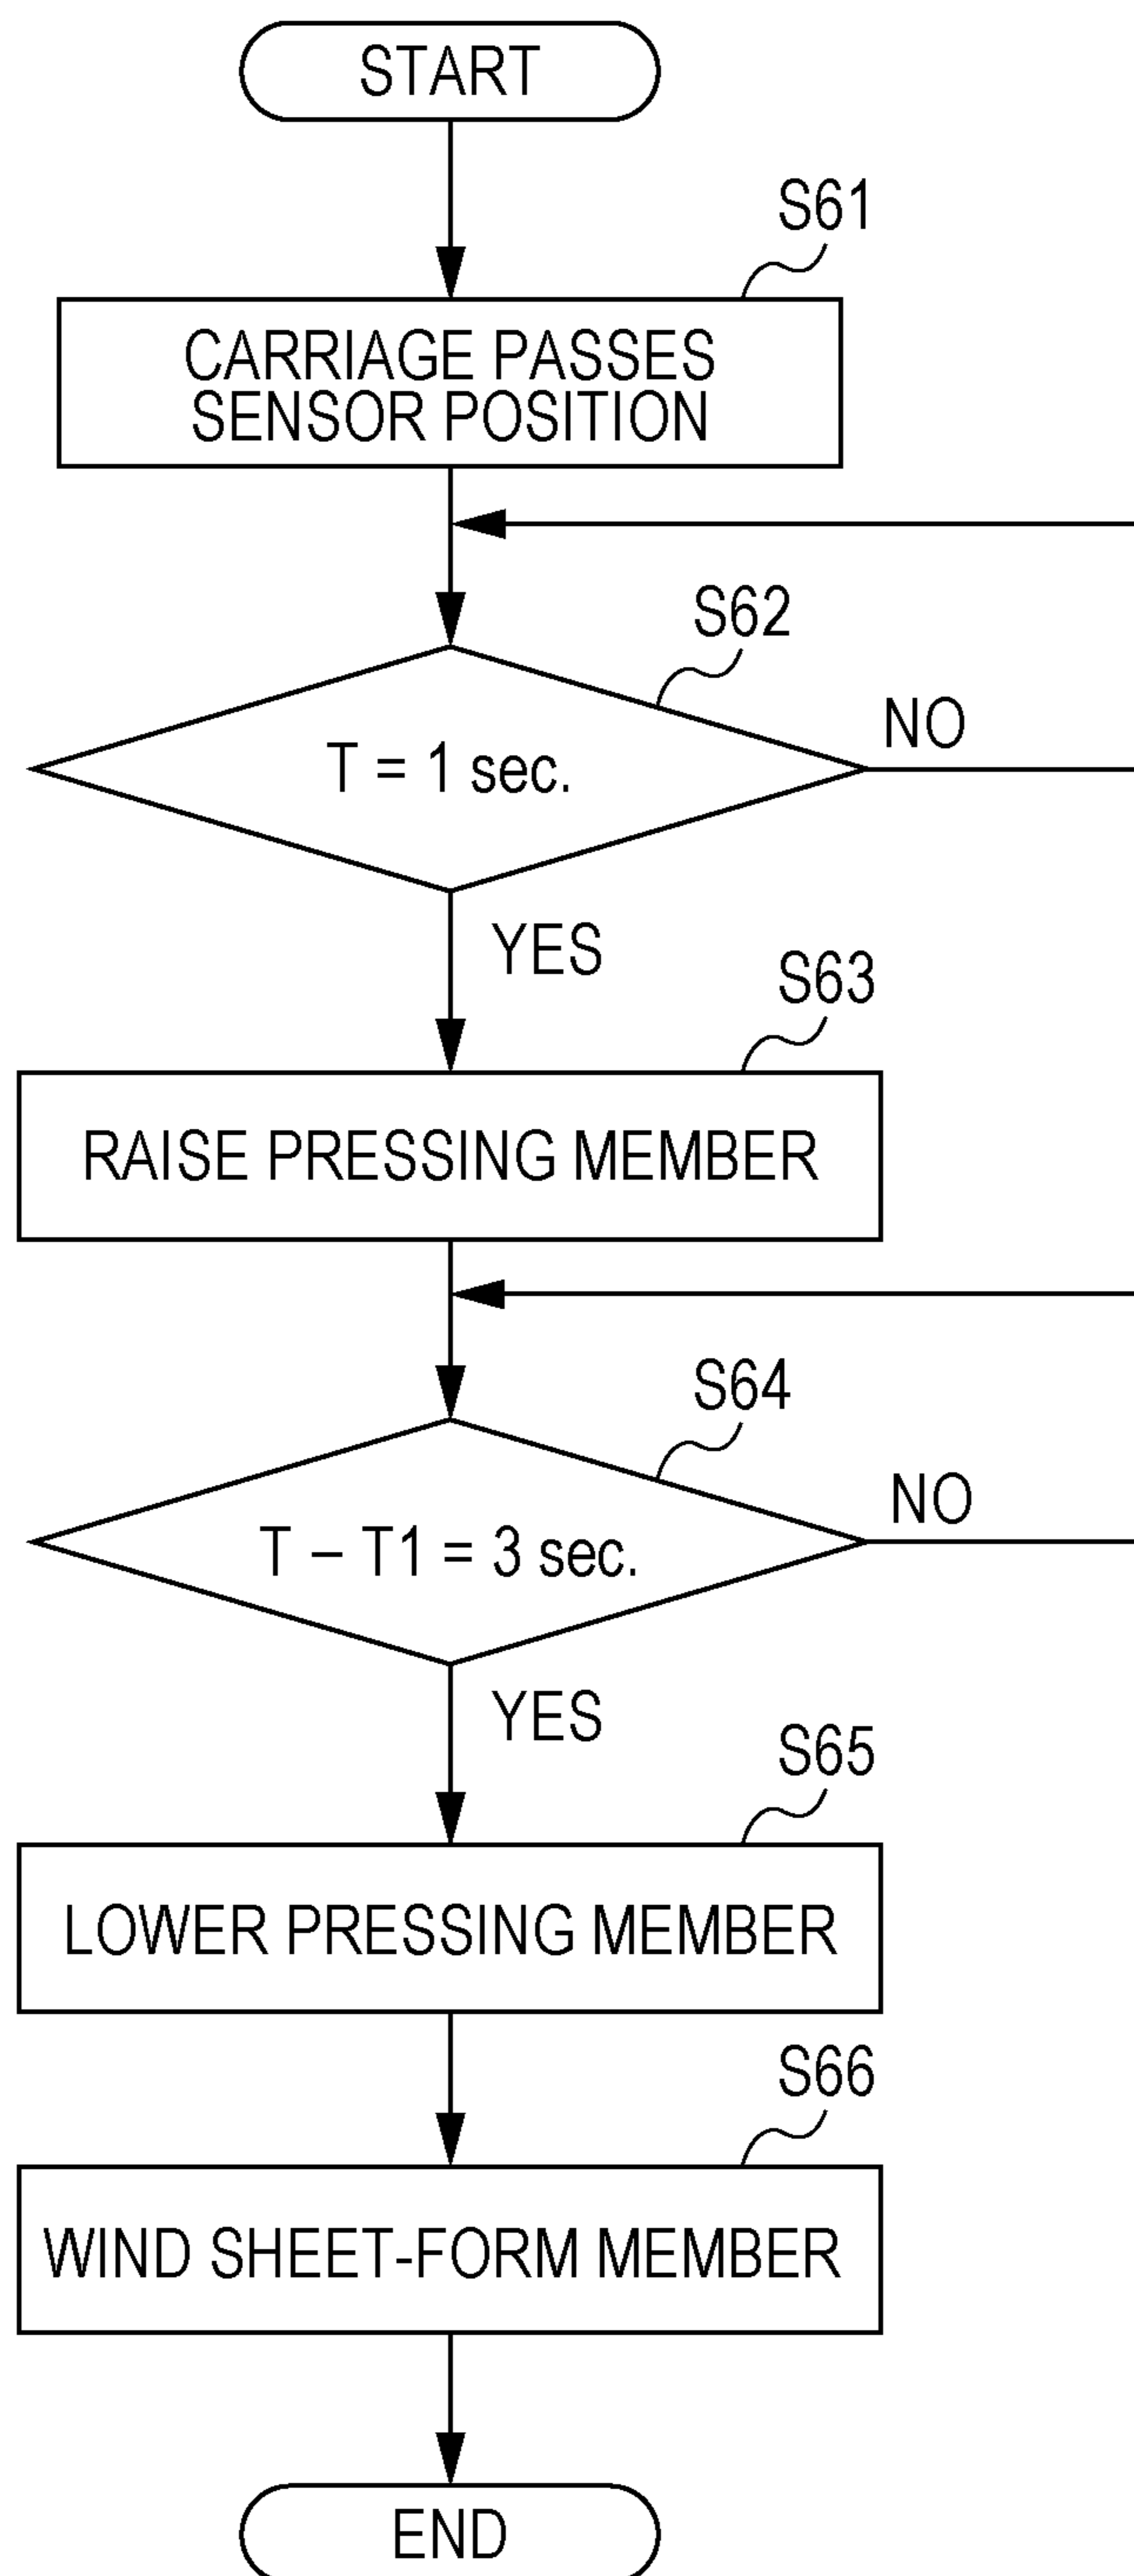 START
S61
CARRIAGE PASSES
SENSOR POSITION
S62
T = 1 sec.
NO
YES
S63
RAISE PRESSING MEMBER
S64
T – T1 = 3 sec.
NO
YES
S65
LOWER PRESSING MEMBER
S66
WIND SHEET-FORM MEMBER
END